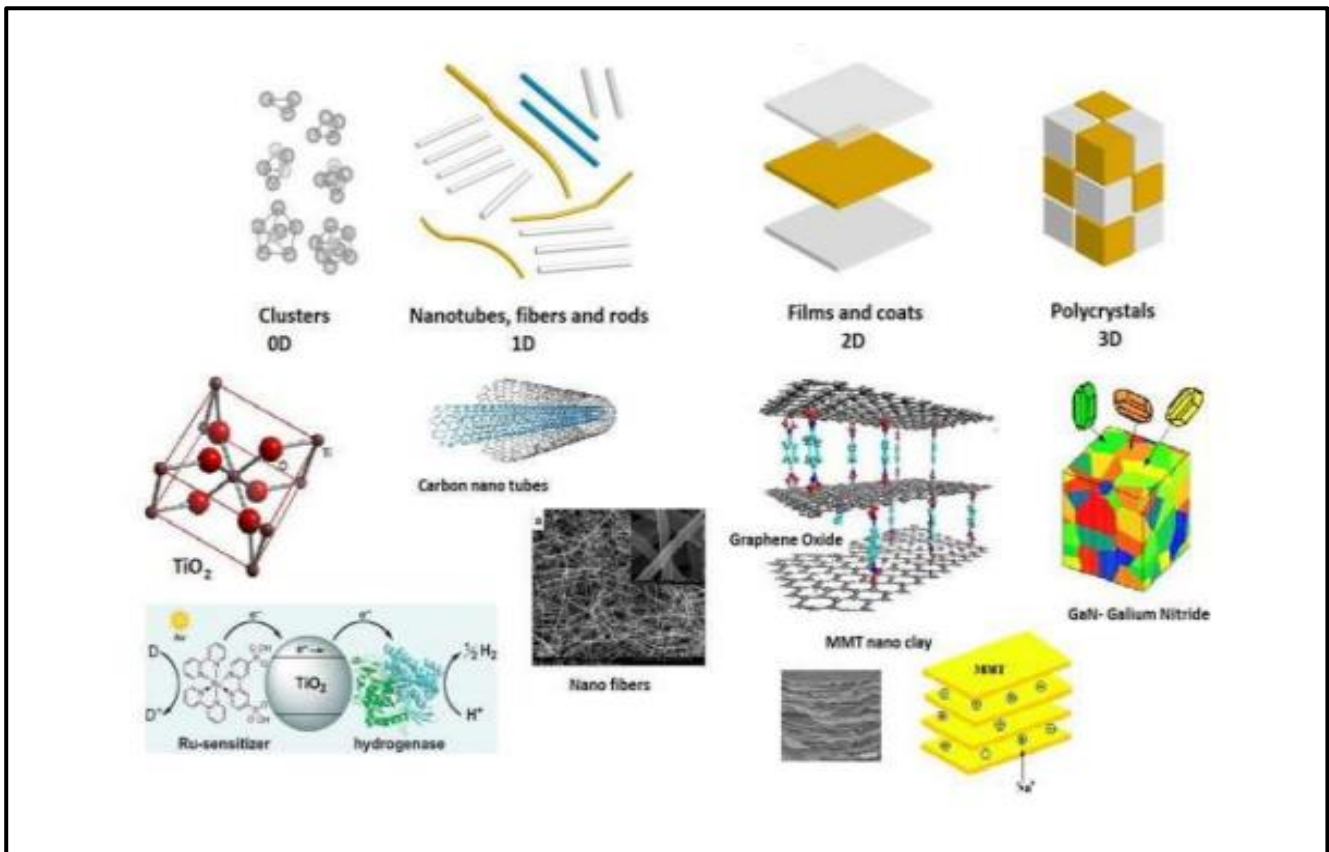 Clusters
0D
Nanotubes, fibers and rods
1D
Films and coats
2D
Polycrystals
3D
Ti
O
TiO₂
Carbon nano tubes
Graphene Oxide
GaN- Galium Nitride
Nano fibers
MMT nano clay
MMT
e⁻
e⁻
D
D⁺
TiO₂
½ H₂
H⁺
Ru-sensitizer
hydrogenase